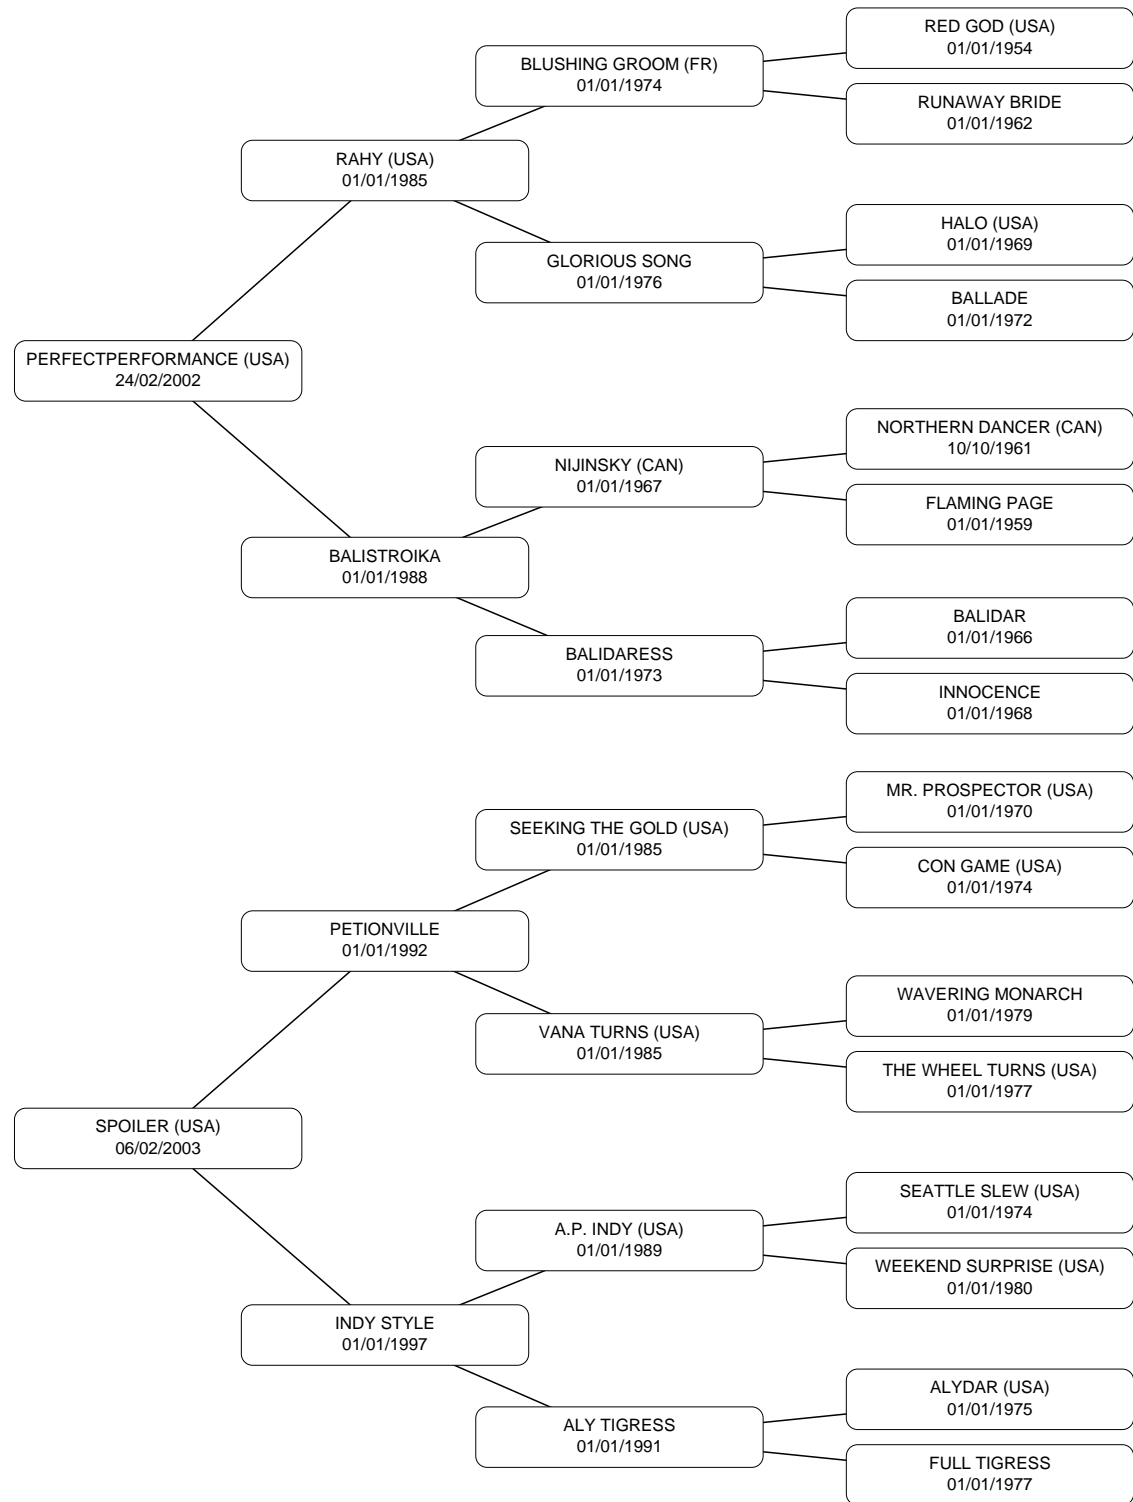 RED GOD (USA)
01/01/1954
BLUSHING GROOM (FR)
01/01/1974
RUNAWAY BRIDE
01/01/1962
RAHY (USA)
01/01/1985
HALO (USA)
01/01/1969
GLORIOUS SONG
01/01/1976
BALLADE
01/01/1972
PERFECTPERFORMANCE (USA)
24/02/2002
NORTHERN DANCER (CAN)
10/10/1961
NIJINSKY (CAN)
01/01/1967
FLAMING PAGE
01/01/1959
BALISTROIKA
01/01/1988
BALIDAR
01/01/1966
BALIDARESS
01/01/1973
INNOCENCE
01/01/1968
MR. PROSPECTOR (USA)
01/01/1970
SEEKING THE GOLD (USA)
01/01/1985
CON GAME (USA)
01/01/1974
PETIONVILLE
01/01/1992
WAVERING MONARCH
01/01/1979
VANA TURNS (USA)
01/01/1985
THE WHEEL TURNS (USA)
01/01/1977
SPOILER (USA)
06/02/2003
SEATTLE SLEW (USA)
01/01/1974
A.P. INDY (USA)
01/01/1989
WEEKEND SURPRISE (USA)
01/01/1980
INDY STYLE
01/01/1997
ALYDAR (USA)
01/01/1975
ALY TIGRESS
01/01/1991
FULL TIGRESS
01/01/1977